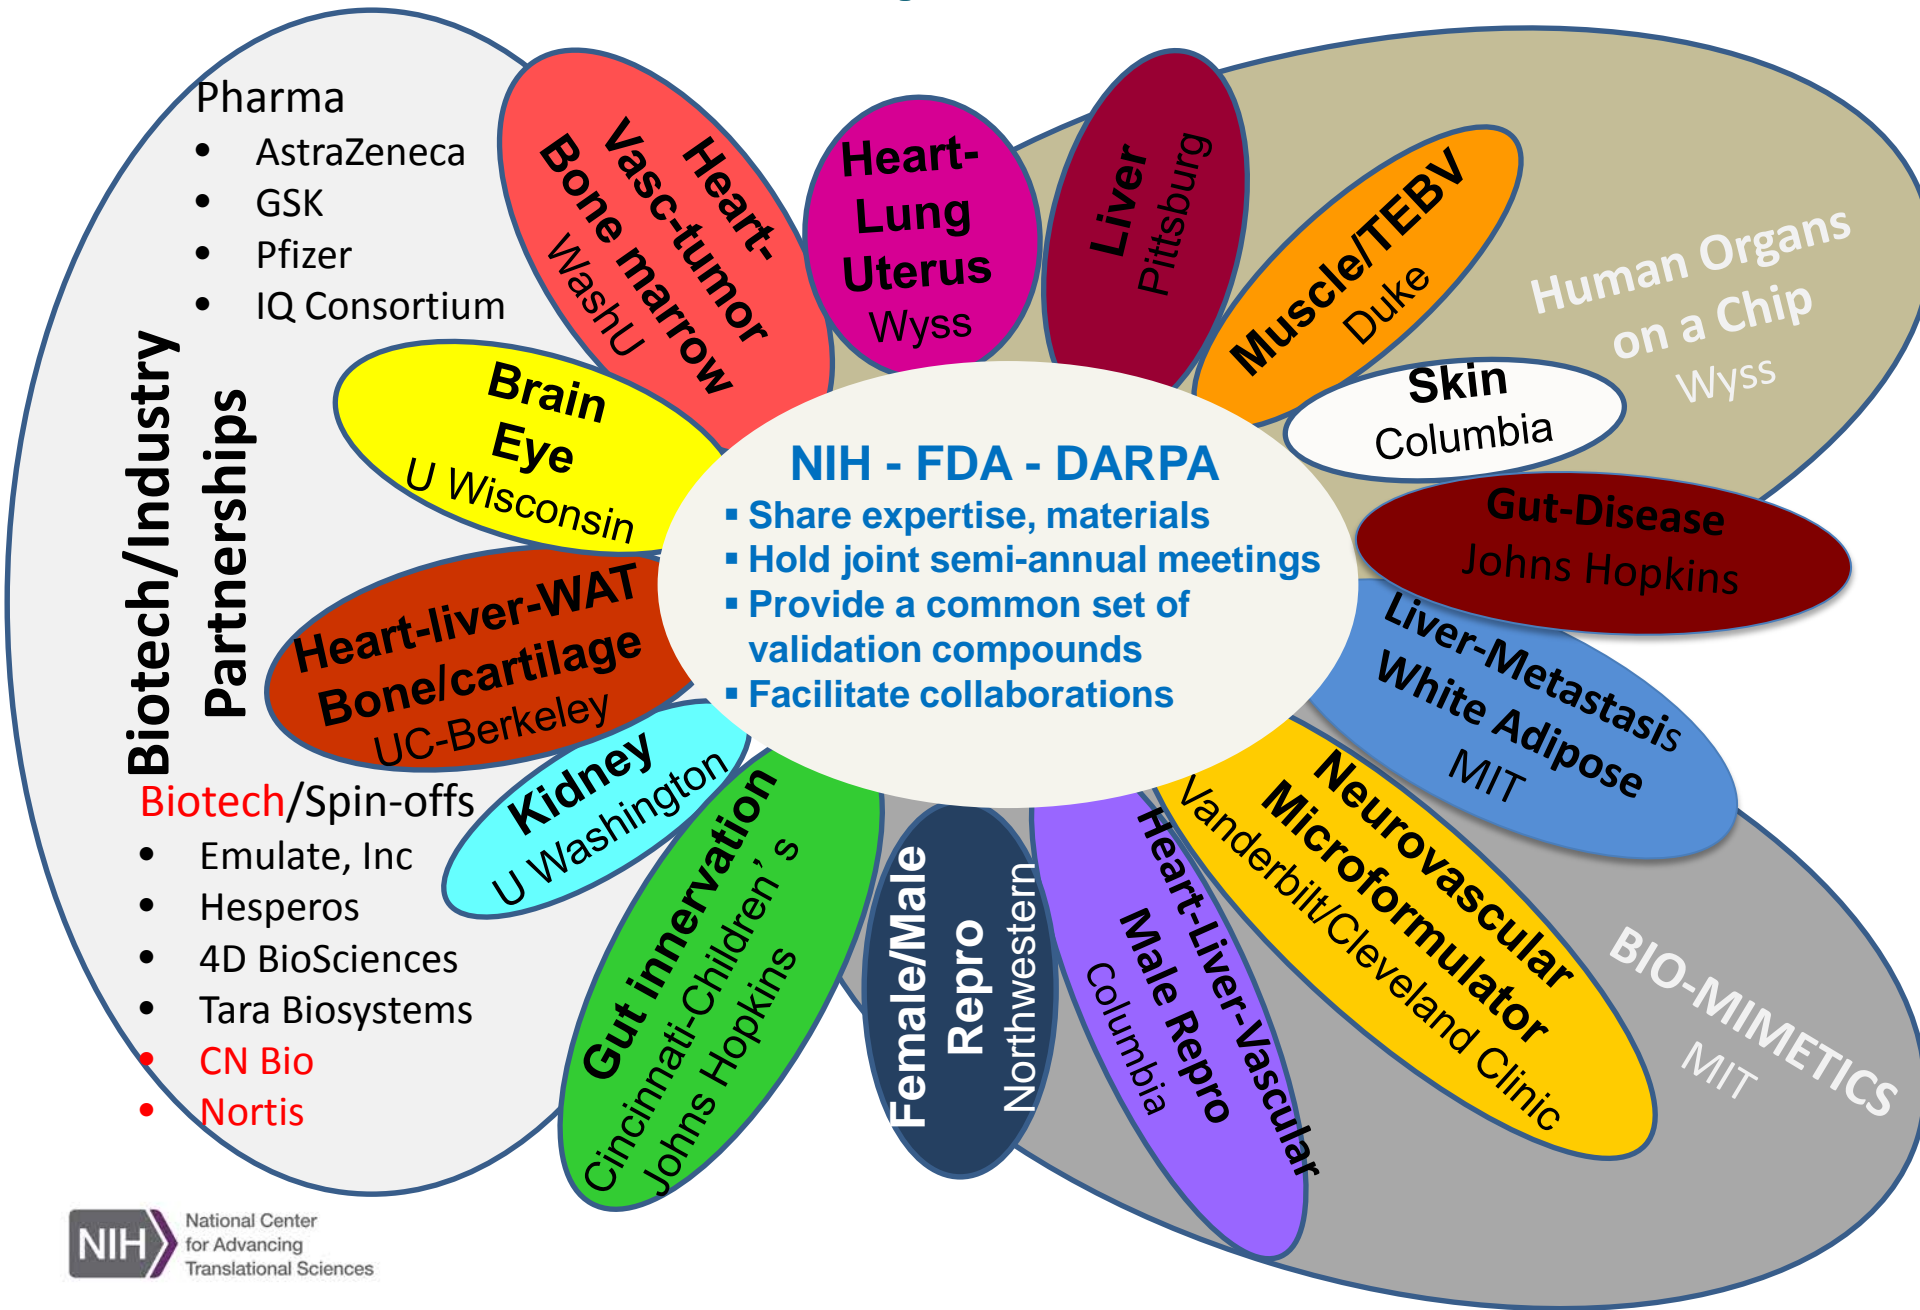 Pharma
• AstraZeneca
• GSK
• Pfizer
• IQ Consortium
Biotech/Industry
Partnerships
Biotech/Spin-offs
• Emulate, Inc
• Hesperos
• 4D BioSciences
• Tara Biosystems
• CN Bio
• Nortis
Heart-
Vasc-tumor
Bone marrow
WashU
Heart-
Lung
Uterus
Wyss
Liver
Pittsburg
Muscle/TEBV
Duke
Human Organs
on a Chip
Wyss
Skin
Columbia
Gut-Disease
Johns Hopkins
Liver-Metastasis
White Adipose
MIT
Neurovascular
Microformulator
Vanderbilt/Cleveland Clinic
BIO-MIMETICS
MIT
Heart-Liver-Vascular
Male Repro
Columbia
Female/Male
Repro
Northwestern
Gut innervation
Cincinnati-Children’s
Johns Hopkins
Kidney
U Washington
Heart-liver-WAT
Bone/cartilage
UC-Berkeley
Brain
Eye
U Wisconsin
NIH - FDA - DARPA
▪ Share expertise, materials
▪ Hold joint semi-annual meetings
▪ Provide a common set of
validation compounds
▪ Facilitate collaborations
NIH
National Center
for Advancing
Translational Sciences